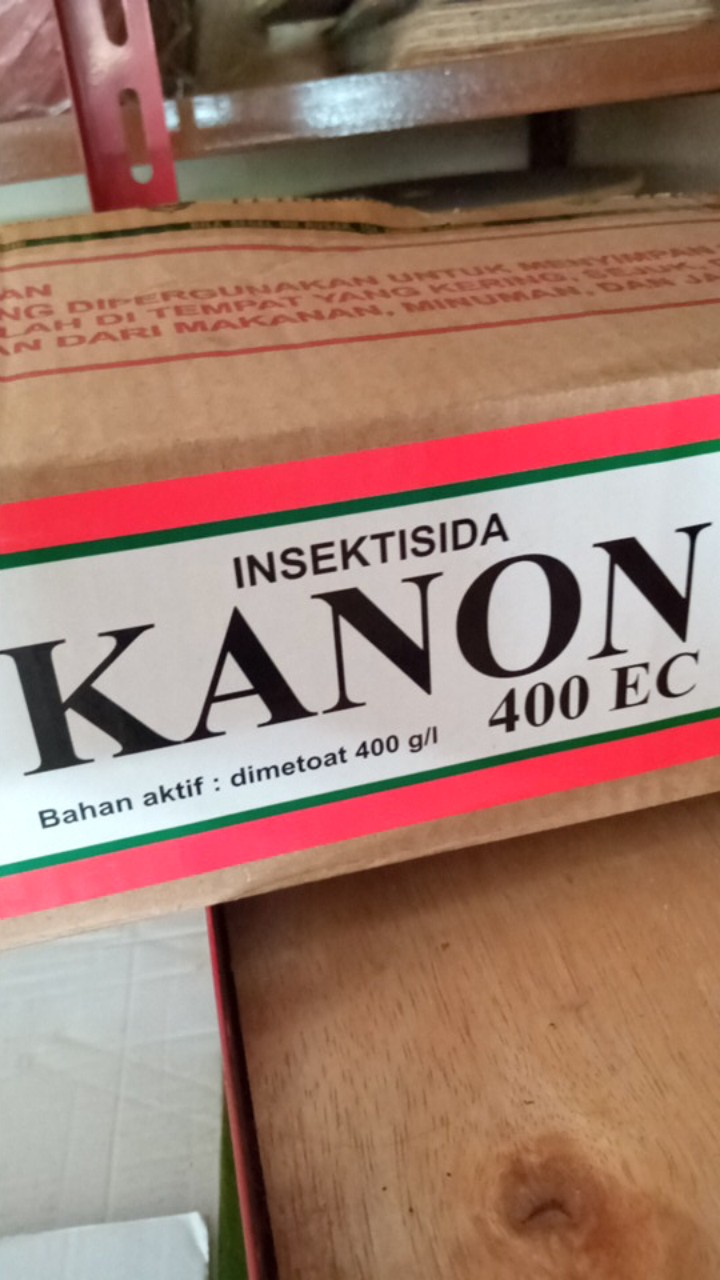 AN
NG DIPERGUNAKAN UNTUK MENYIMPAN
LAH DI TEMPAT YANG KERING, SEJUK,
AN DARI MAKANAN, MINUMAN, DAN JA
INSEKTISIDA
KANON
400 EC
Bahan aktif : dimetoat 400 g/l